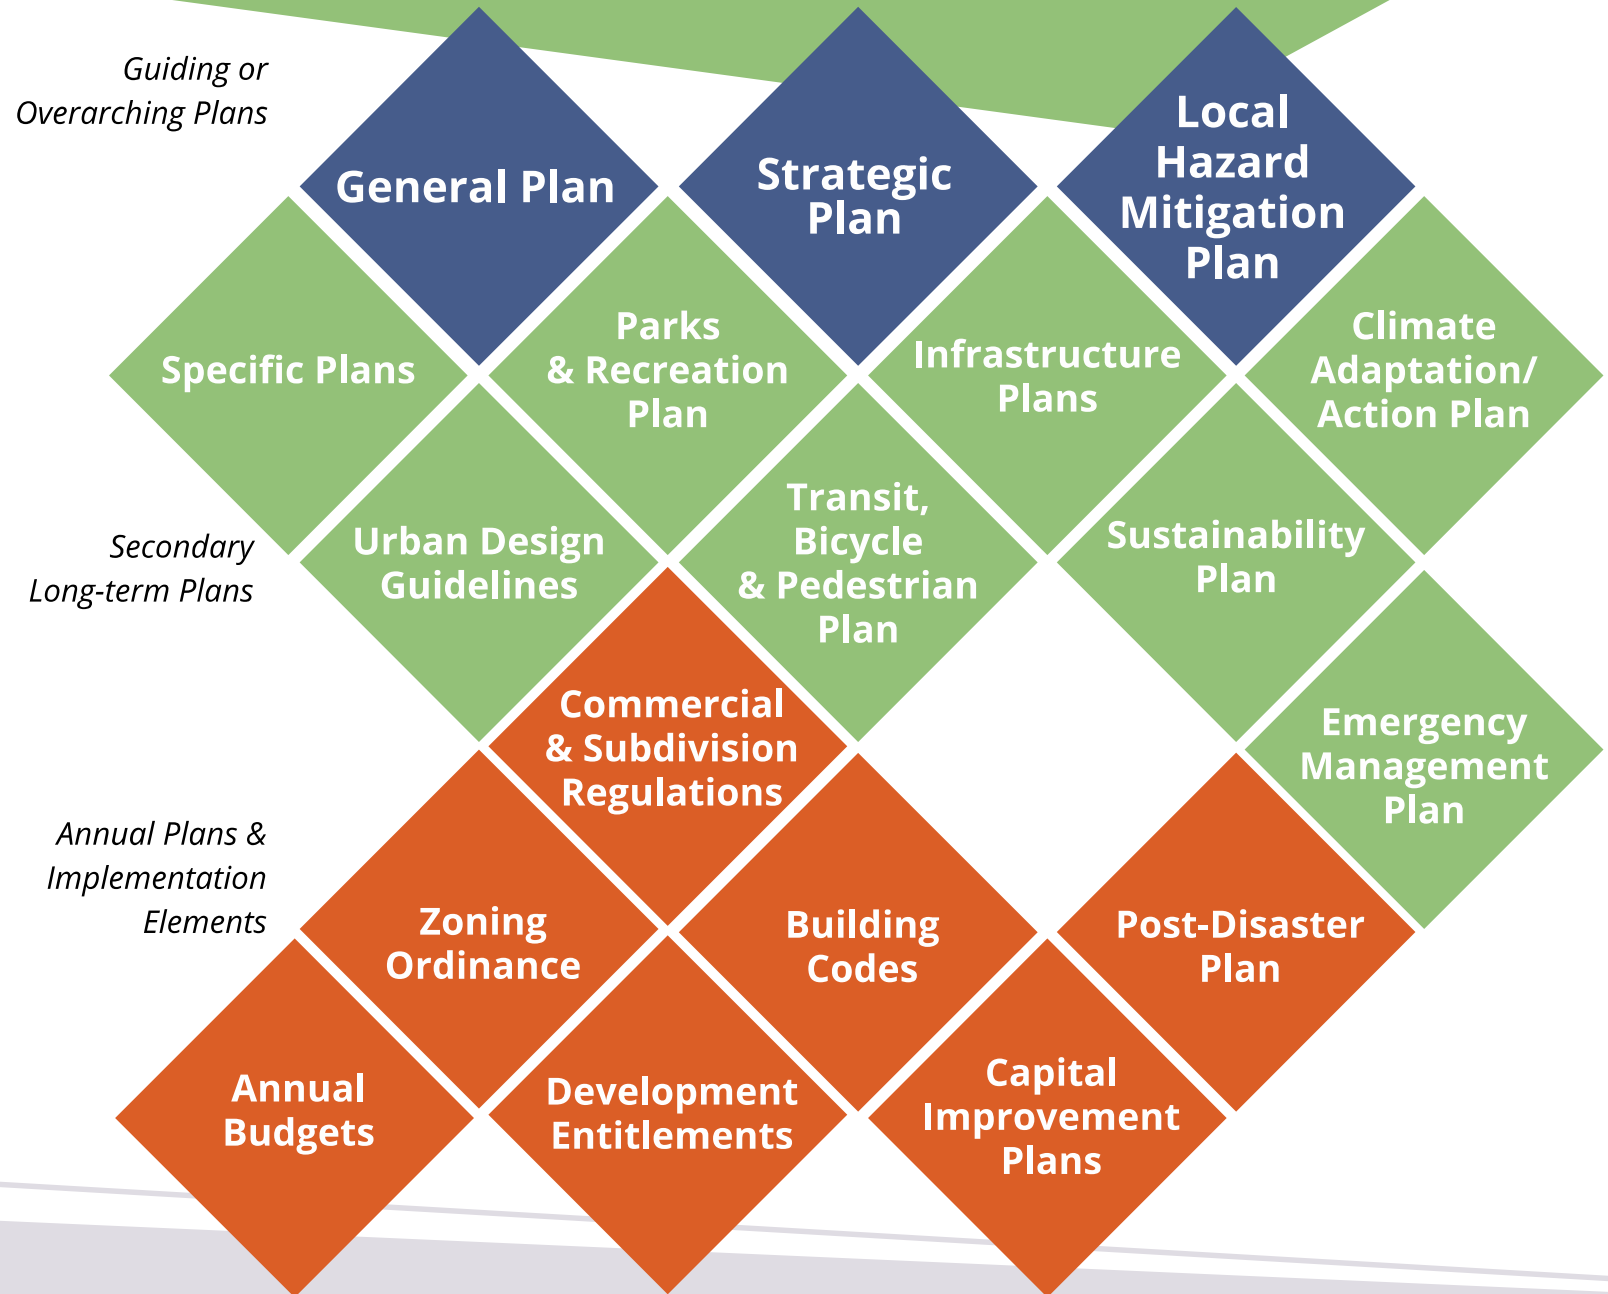 Guiding or
Overarching Plans
General Plan
Strategic
Plan
Local
Hazard
Mitigation
Plan
Specific Plans
Parks
& Recreation
Plan
Infrastructure
Plans
Climate
Adaptation/
Action Plan
Secondary
Long-term Plans
Urban Design
Guidelines
Transit,
Bicycle
& Pedestrian
Plan
Sustainability
Plan
Commercial
& Subdivision
Regulations
Emergency
Management
Plan
Annual Plans &
Implementation
Elements
Zoning
Ordinance
Building
Codes
Post-Disaster
Plan
Annual
Budgets
Development
Entitlements
Capital
Improvement
Plans